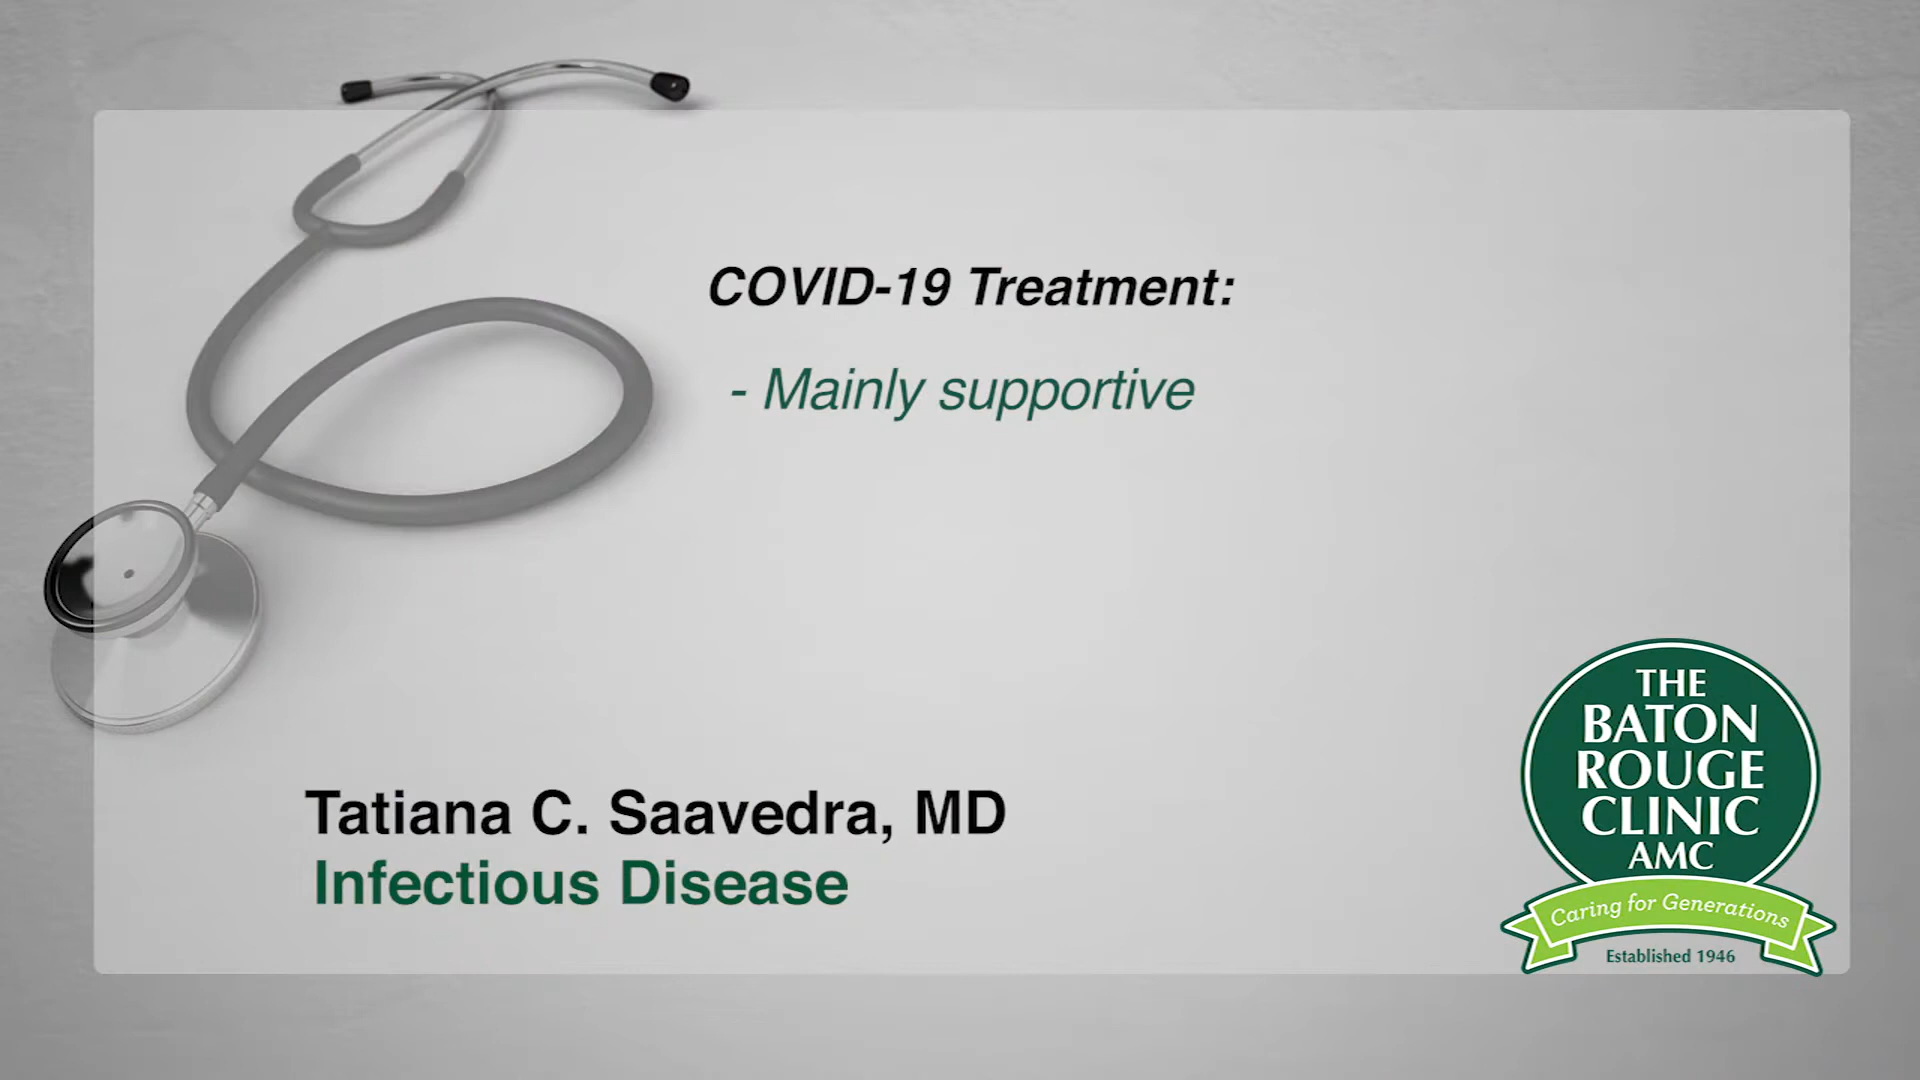 COVID-19 Treatment:
- Mainly supportive
Tatiana C. Saavedra, MD
Infectious Disease
THE
BATON
ROUGE
CLINIC
AMC
Caring for Generations
Established 1946